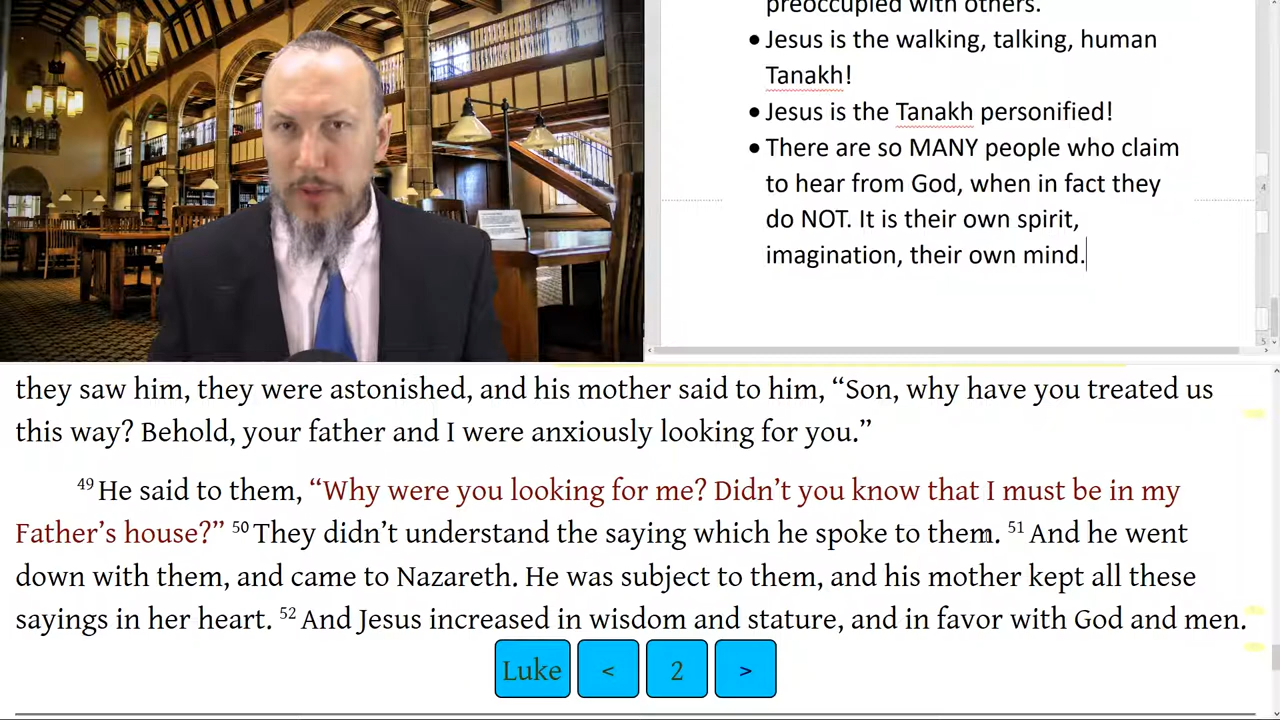 preoccupied with others.
• Jesus is the walking, talking, human
Tanakh!
• Jesus is the Tanakh personified!
• There are so MANY people who claim
to hear from God, when in fact they
do NOT. It is their own spirit,
imagination, their own mind.
4
5
they saw him, they were astonished, and his mother said to him, “Son, why have you treated us
this way? Behold, your father and I were anxiously looking for you.”
49 He said to them, “Why were you looking for me? Didn’t you know that I must be in my
Father’s house?” 50 They didn’t understand the saying which he spoke to them. 51 And he went
down with them, and came to Nazareth. He was subject to them, and his mother kept all these
sayings in her heart. 52 And Jesus increased in wisdom and stature, and in favor with God and men.
Luke < 2 >